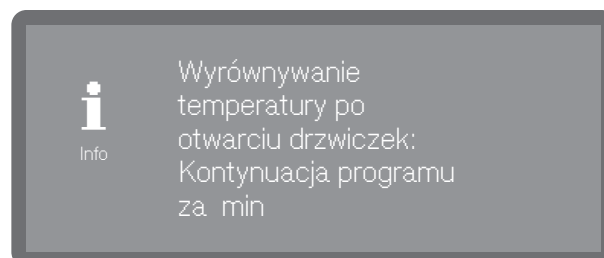 Wyrównywanie
temperatury po
otwarciu drzwiczek:
Info
Kontynuacja programu
za min